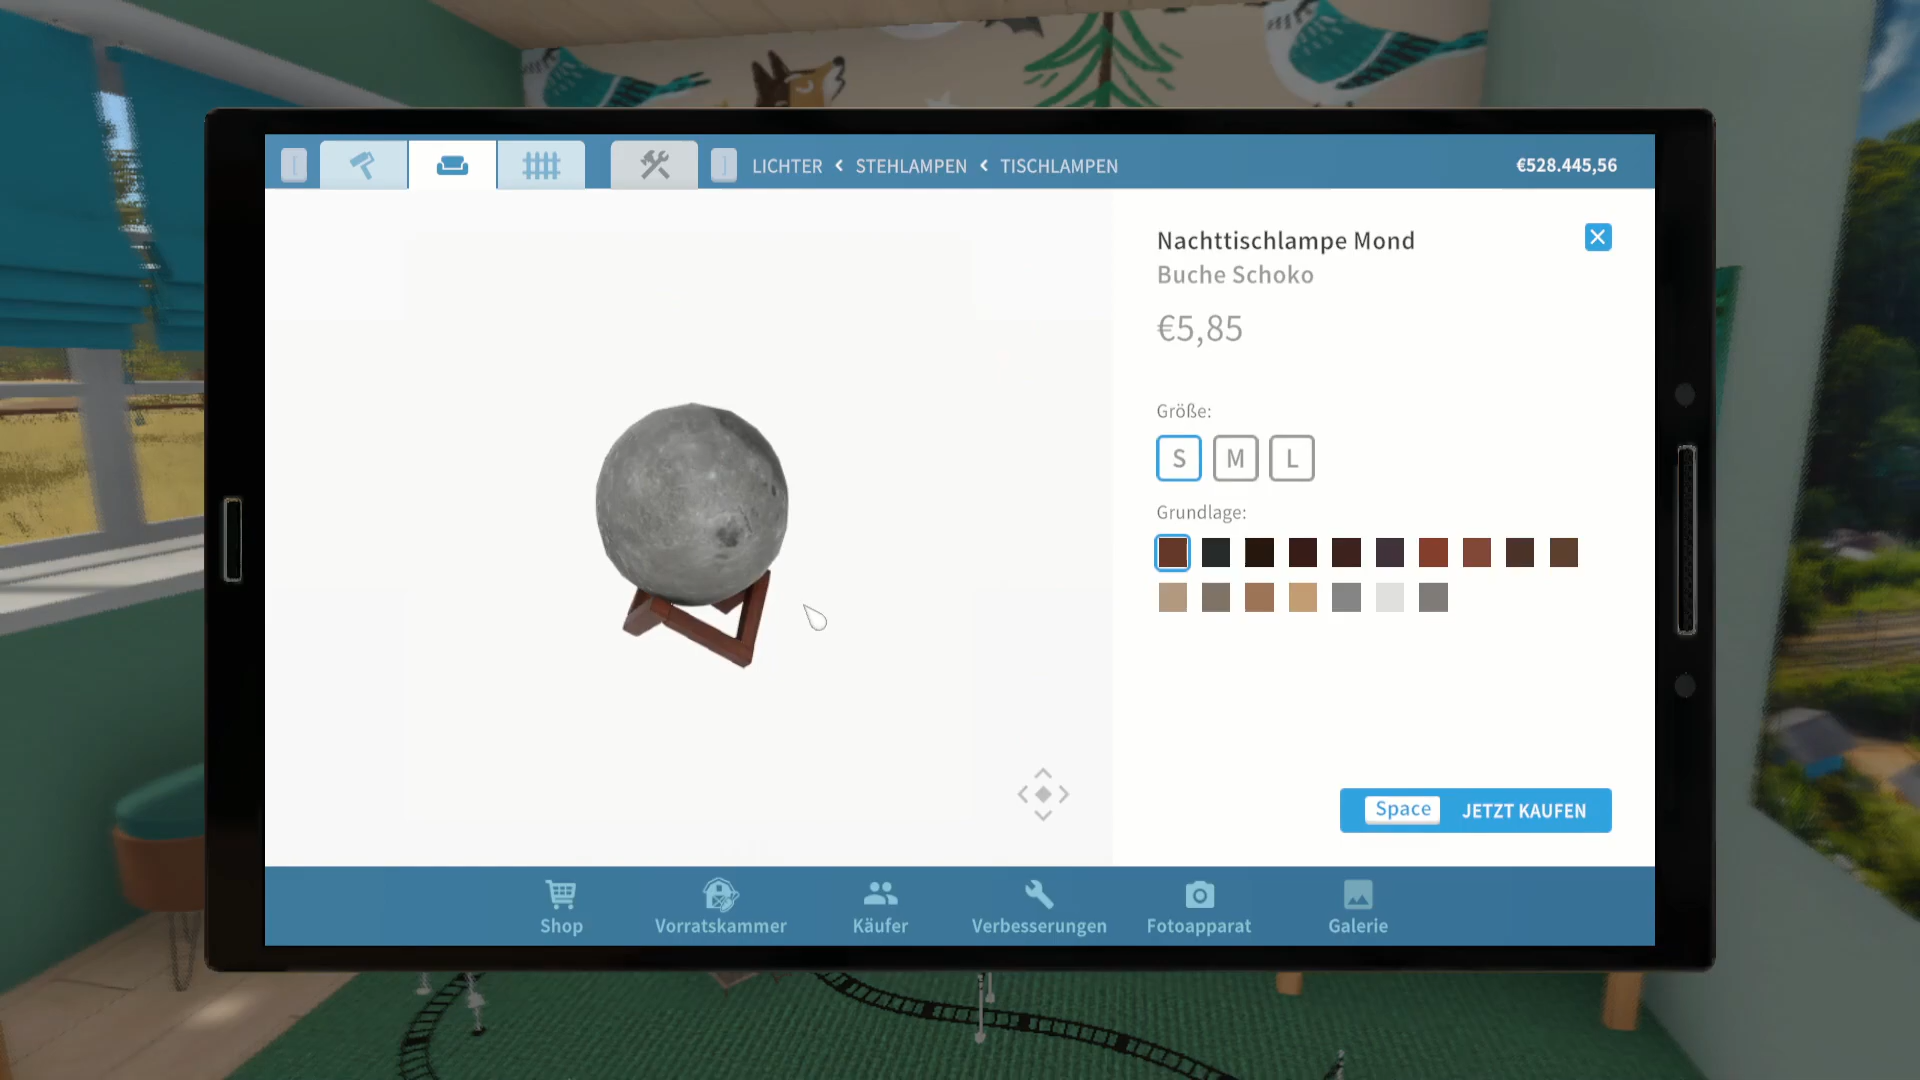 [
] LICHTER < STEHLAMPEN < TISCHLAMPEN
€528.445,56
Nachttischlampe Mond
Buche Schoko
€5,85
Größe:
S M L
Grundlage:
Space JETZT KAUFEN
Shop Vorratskammer Käufer Verbesserungen Fotoapparat Galerie